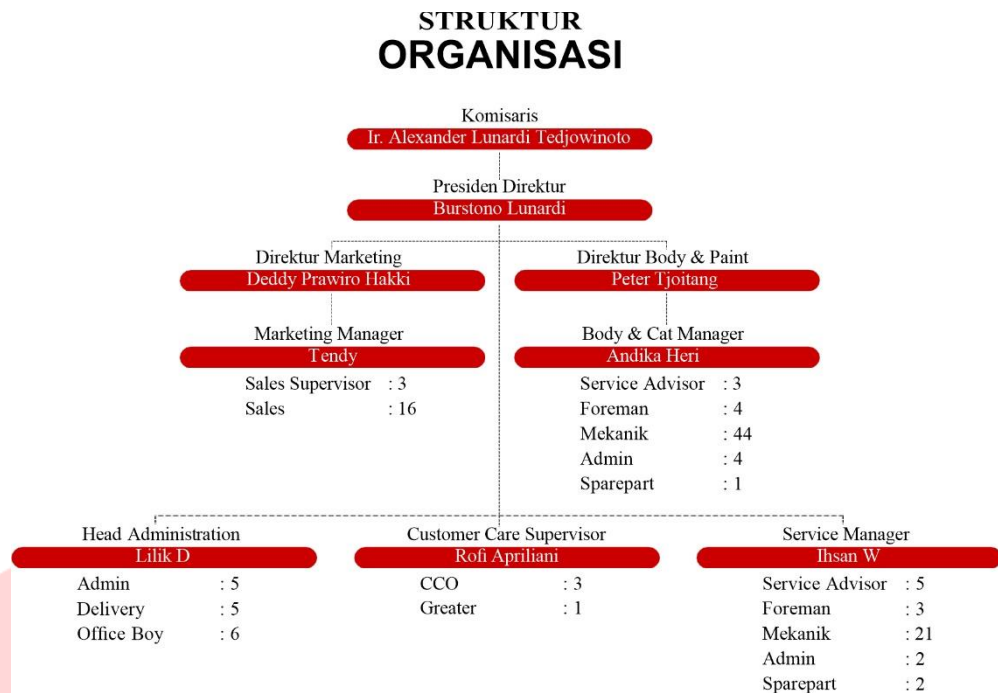 STRUKTUR
ORGANISASI
Komisaris
Ir. Alexander Lunardi Tedjowinoto
Presiden Direktur
Burstono Lunardi
Direktur Marketing
Deddy Prawiro Hakki
Direktur Body & Paint
Peter Tjoitang
Marketing Manager
Tendy
Sales Supervisor : 3
Sales : 16
Body & Cat Manager
Andika Heri
Service Advisor : 3
Foreman : 4
Mekanik : 44
Admin : 4
Sparepart : 1
Head Administration
Lilik D
Admin : 5
Delivery : 5
Office Boy : 6
Customer Care Supervisor
Rofi Apriliani
CCO : 3
Greater : 1
Service Manager
Ihsan W
Service Advisor : 5
Foreman : 3
Mekanik : 21
Admin : 2
Sparepart : 2